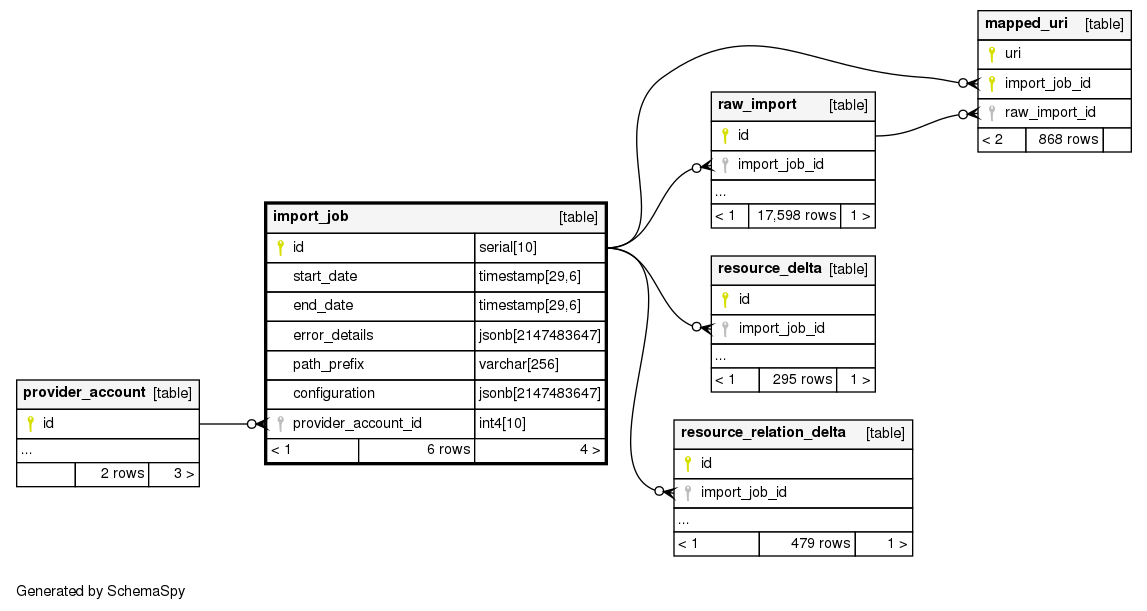 mapped_uri [table]
uri
import_job_id
raw_import_id
< 2 868 rows
raw_import [table]
id
import_job_id
...
< 1 17,598 rows 1 >
import_job [table]
id serial[10]
start_date timestamp[29,6]
end_date timestamp[29,6]
error_details jsonb[2147483647]
path_prefix varchar[256]
configuration jsonb[2147483647]
provider_account_id int4[10]
< 1 6 rows 4 >
resource_delta [table]
id
import_job_id
...
< 1 295 rows 1 >
provider_account [table]
id
...
2 rows 3 >
resource_relation_delta [table]
id
import_job_id
...
< 1 479 rows 1 >
Generated by SchemaSpy